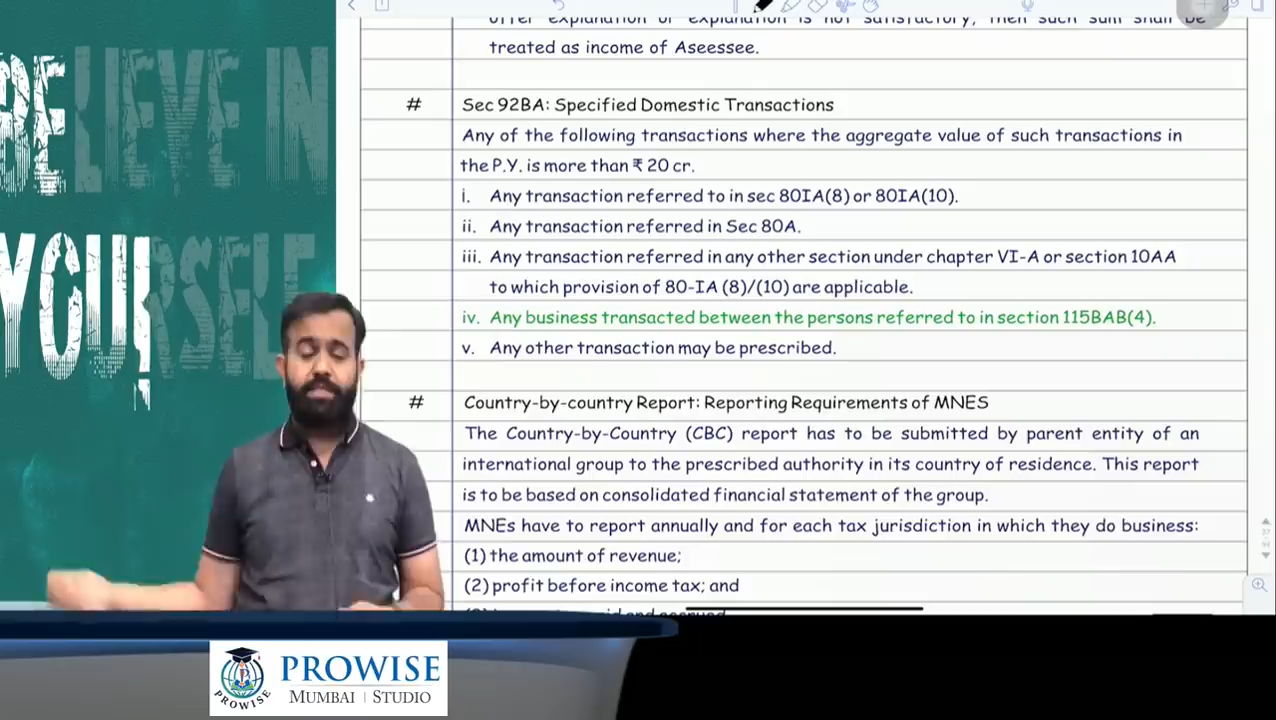 BELIEVE IN
YOURSELF
treated as income of Aseessee.
# Sec 92BA: Specified Domestic Transactions
Any of the following transactions where the aggregate value of such transactions in
the P.Y. is more than ₹ 20 cr.
i. Any transaction referred to in sec 80IA(8) or 80IA(10).
ii. Any transaction referred in Sec 80A.
iii. Any transaction referred in any other section under chapter VI-A or section 10AA
to which provision of 80-IA (8)/(10) are applicable.
iv. Any business transacted between the persons referred to in section 115BAB(4).
v. Any other transaction may be prescribed.
# Country-by-country Report: Reporting Requirements of MNES
The Country-by-Country (CBC) report has to be submitted by parent entity of an
international group to the prescribed authority in its country of residence. This report
is to be based on consolidated financial statement of the group.
MNEs have to report annually and for each tax jurisdiction in which they do business:
(1) the amount of revenue;
(2) profit before income tax; and
PROWISE
PROWISE
MUMBAI | STUDIO